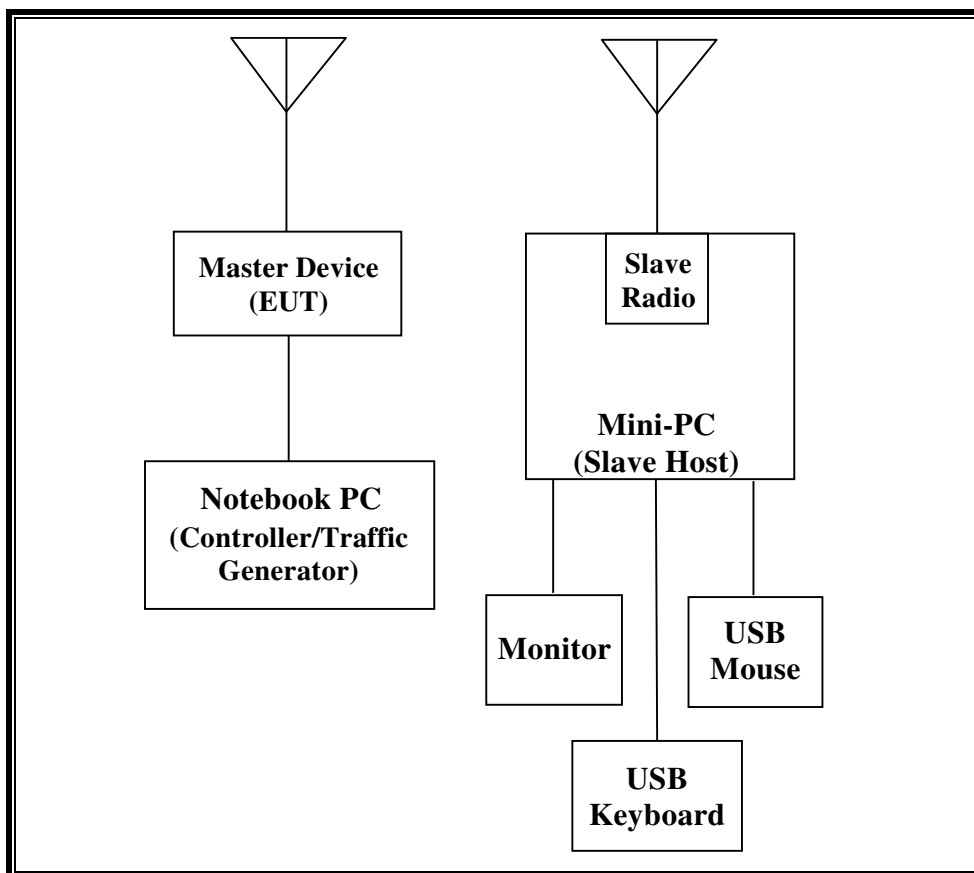 Master Device
(EUT)
Notebook PC
(Controller/Traffic
Generator)
Slave
Radio
Mini-PC
(Slave Host)
Monitor
USB
Mouse
USB
Keyboard